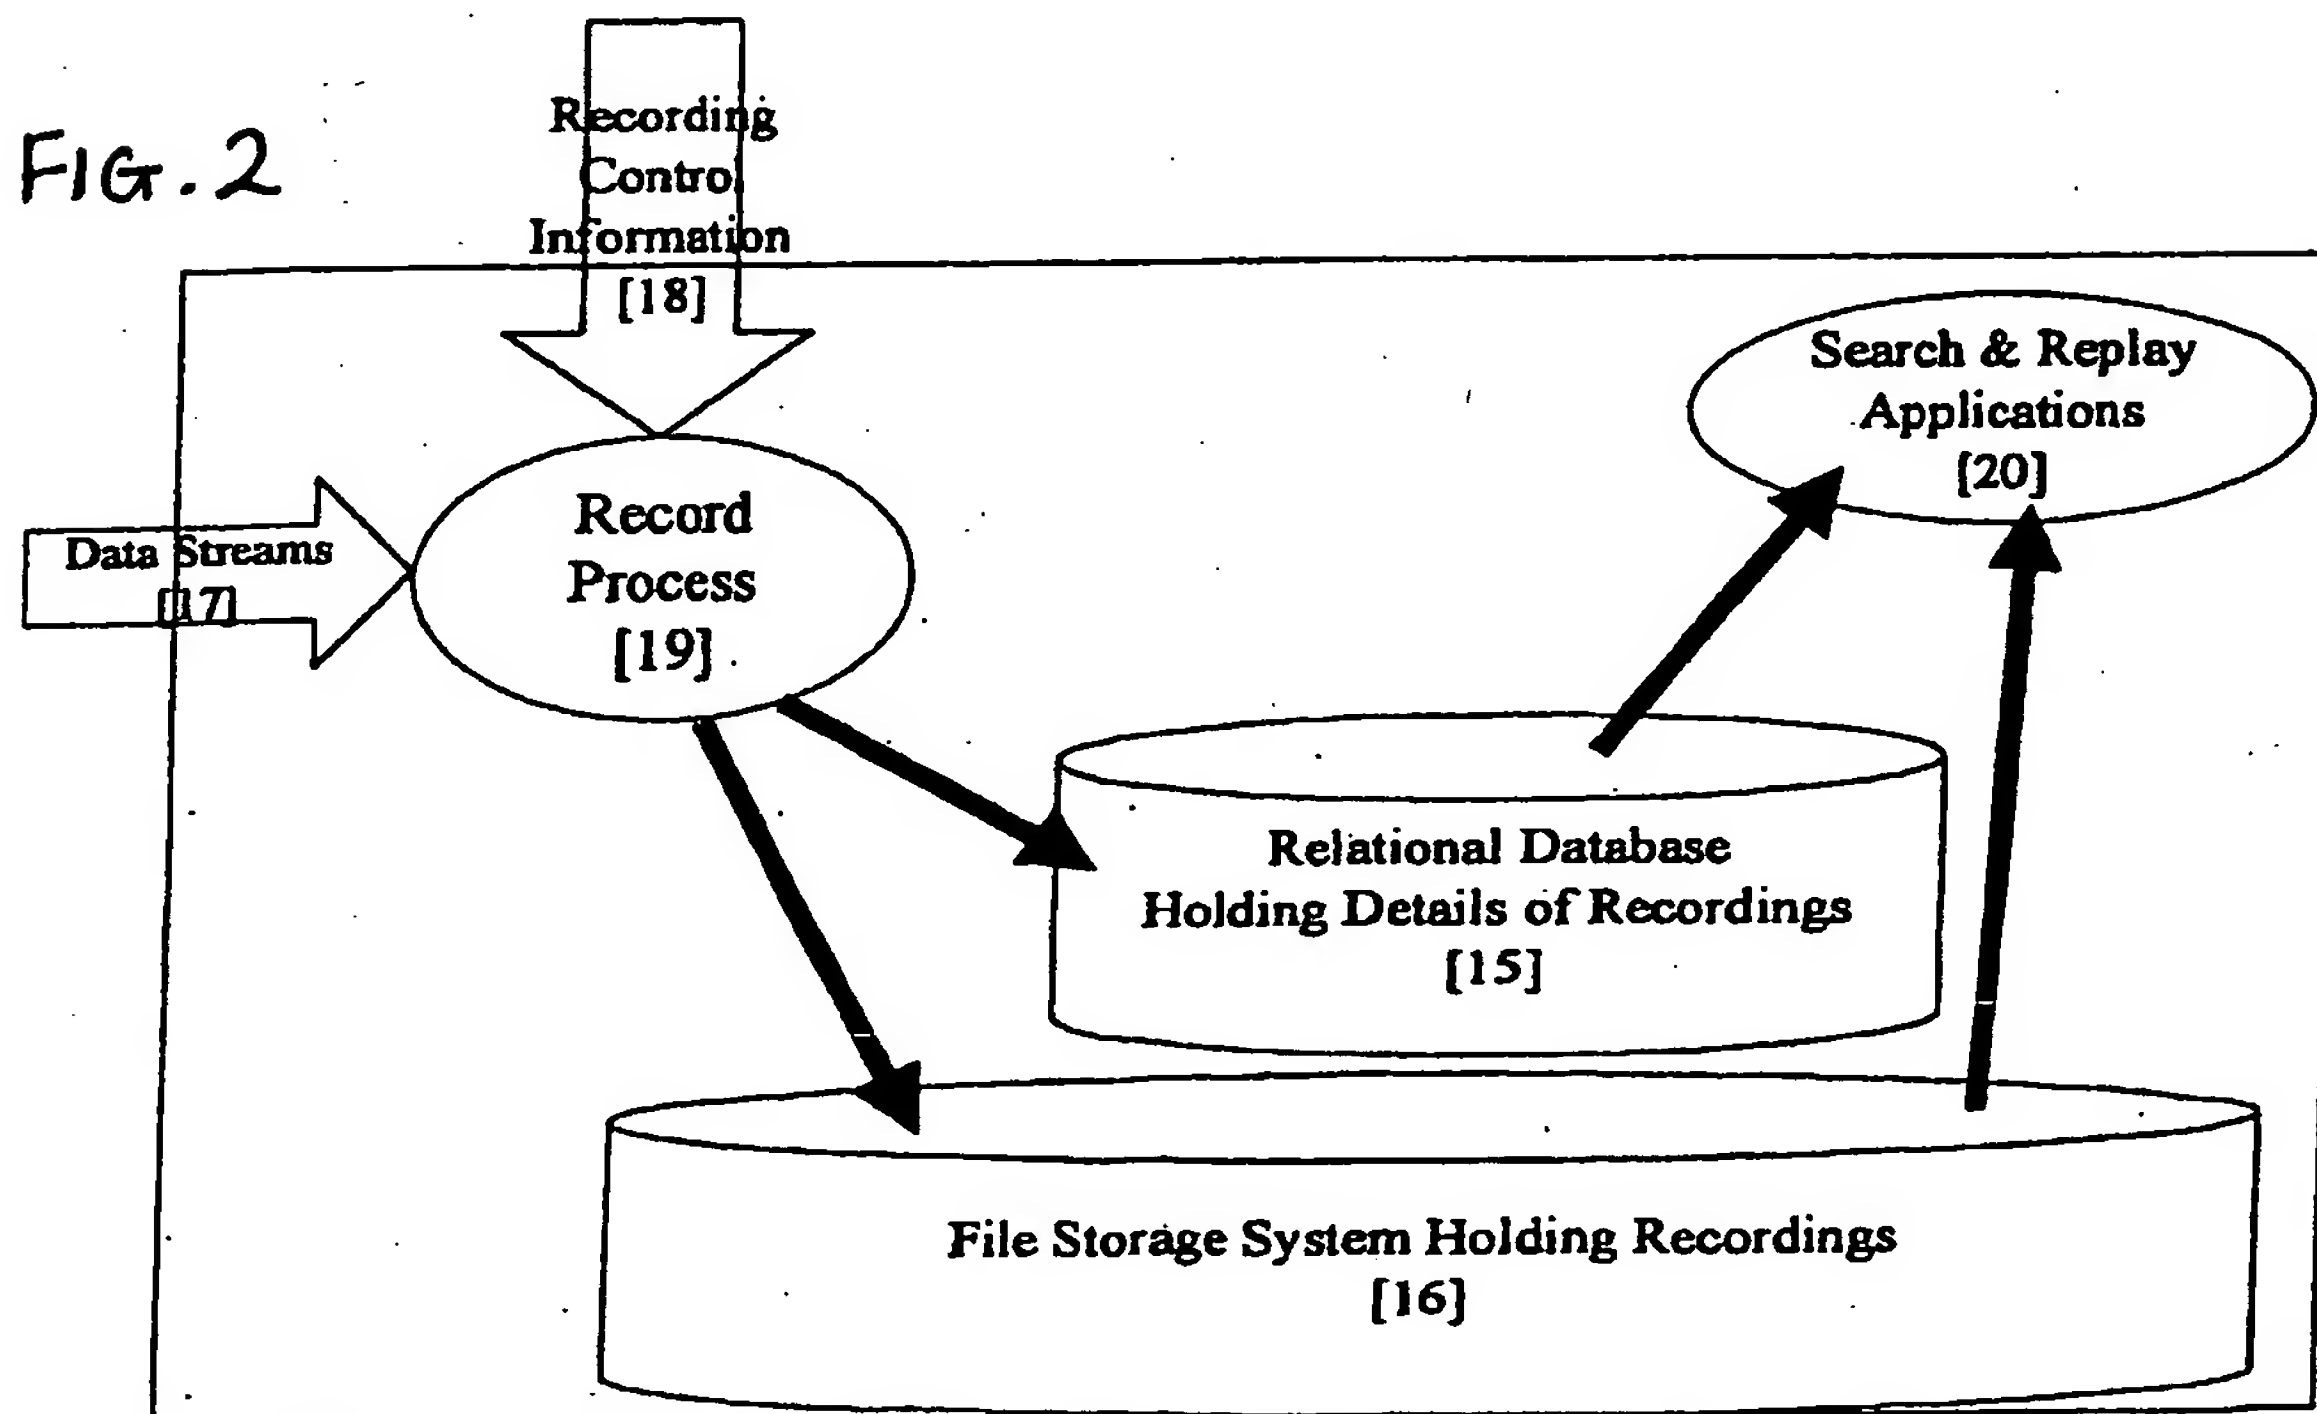 FIG. 2
Recording
Control
Information
[18]
Search & Replay
Applications
[20]
Data Streams
[17]
Record
Process
[19]
Relational Database
Holding Details of Recordings
[15]
File Storage System Holding Recordings
[16]